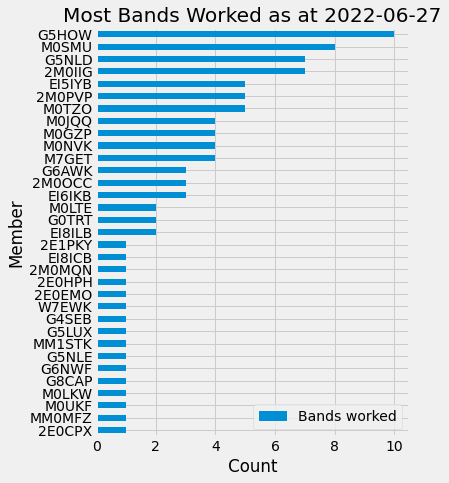 Most Bands Worked as at 2022-06-27
G5HOW
M0SMU
G5NLD
2M0IIG
EI5IYB
2M0PVP
M0TZO
M0JQQ
M0GZP
M0NVK
M7GET
G6AWK
2M0OCC
EI6IKB
M0LTE
G0TRT
EI8ILB
2E1PKY
EI8ICB
2M0MQN
2E0HPH
2E0EMO
W7EWK
G4SEB
G5LUX
MM1STK
G5NLE
G6NWF
G8CAP
M0LKW
M0UKF
MM0MFZ
2E0CPX
Member
0 2 4 6 8 10
Count
Bands worked